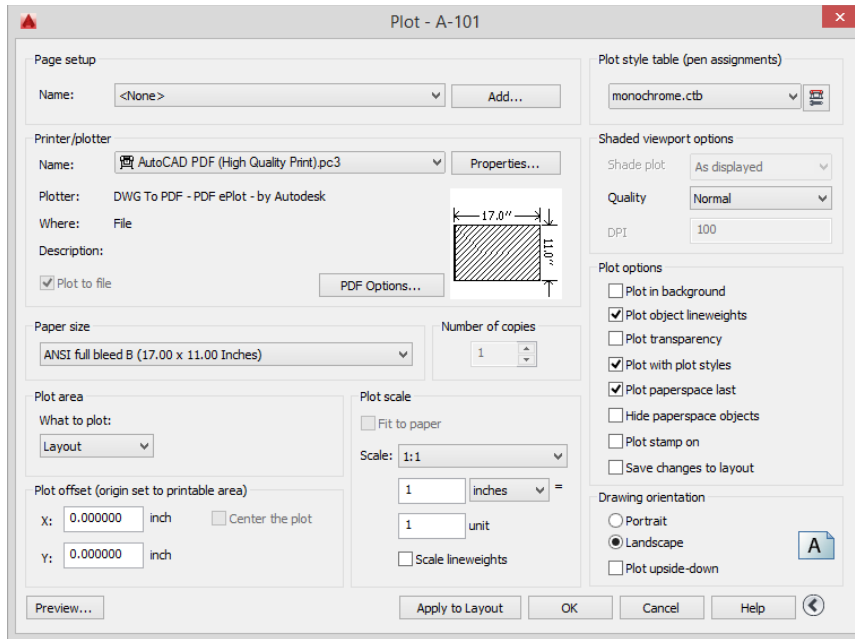 Plot - A-101
Page setup
Name: <None> Add...
Printer/plotter
Name: AutoCAD PDF (High Quality Print).pc3 Properties...
Plotter: DWG To PDF - PDF ePlot - by Autodesk
Where: File
Description:
Plot to file
PDF Options...
17.0″
11.0″
Paper size
ANSI full bleed B (17.00 x 11.00 Inches)
Number of copies
1
Plot area
What to plot:
Layout
Plot offset (origin set to printable area)
X: 0.000000 inch Center the plot
Y: 0.000000 inch
Plot scale
Fit to paper
Scale: 1:1
1 inches =
1 unit
Scale lineweights
Plot style table (pen assignments)
monochrome.ctb
Shaded viewport options
Shade plot As displayed
Quality Normal
DPI 100
Plot options
Plot in background
Plot object lineweights
Plot transparency
Plot with plot styles
Plot paperspace last
Hide paperspace objects
Plot stamp on
Save changes to layout
Drawing orientation
Portrait
Landscape
Plot upside-down
A
Preview... Apply to Layout OK Cancel Help